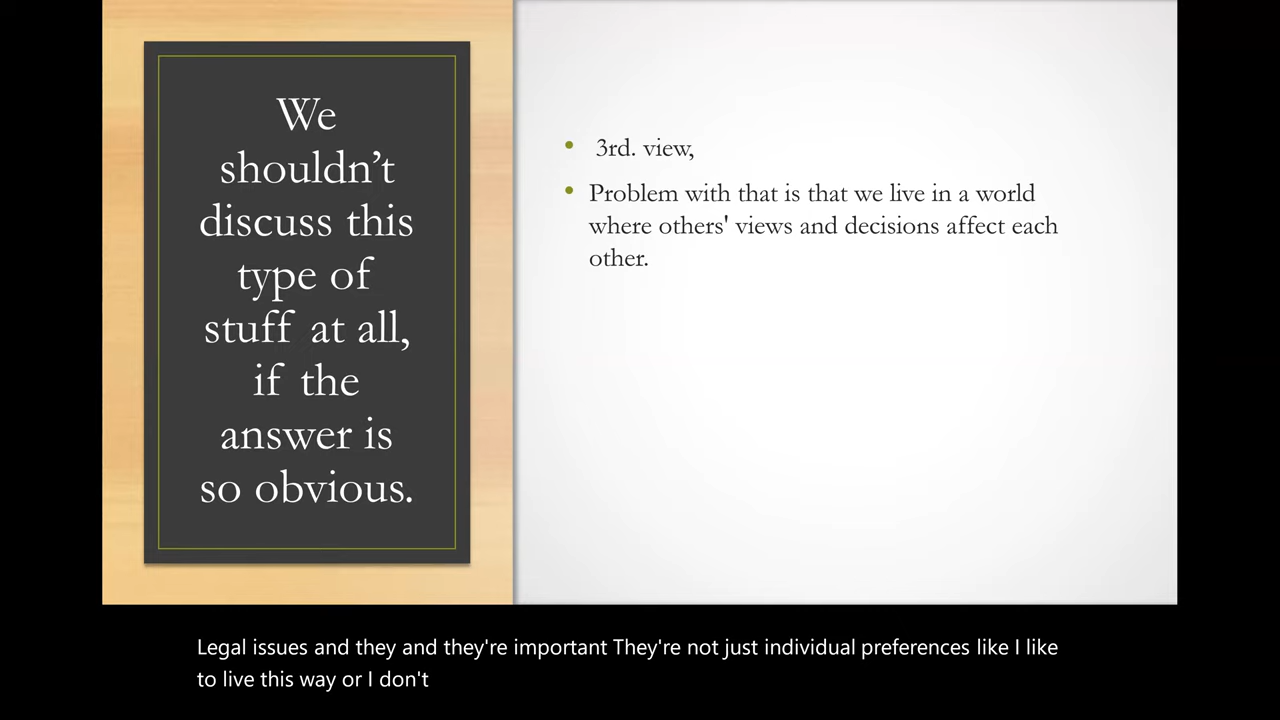 We
shouldn’t
discuss this
type of
stuff at all,
if the
answer is
so obvious.
3rd. view,
Problem with that is that we live in a world
where others' views and decisions affect each
other.
Legal issues and they and they're important They're not just individual preferences like I like
to live this way or I don't